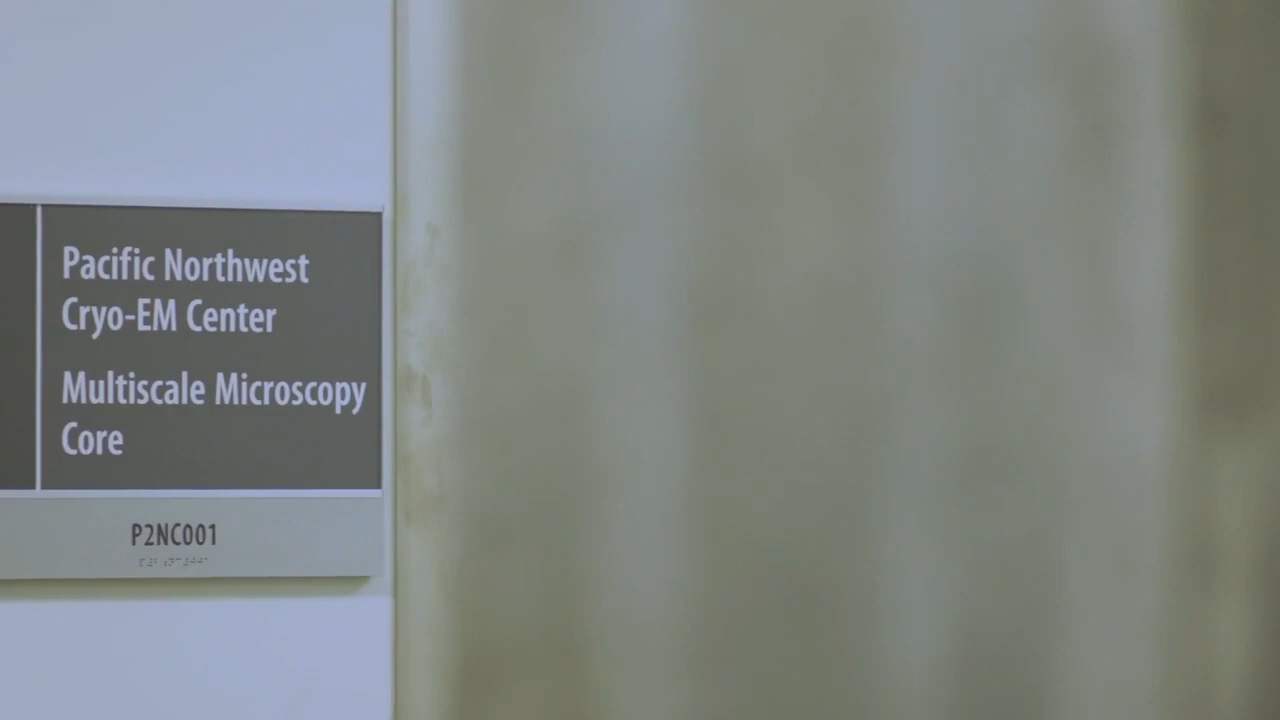 Pacific Northwest
Cryo-EM Center
Multiscale Microscopy
Core
P2NC001